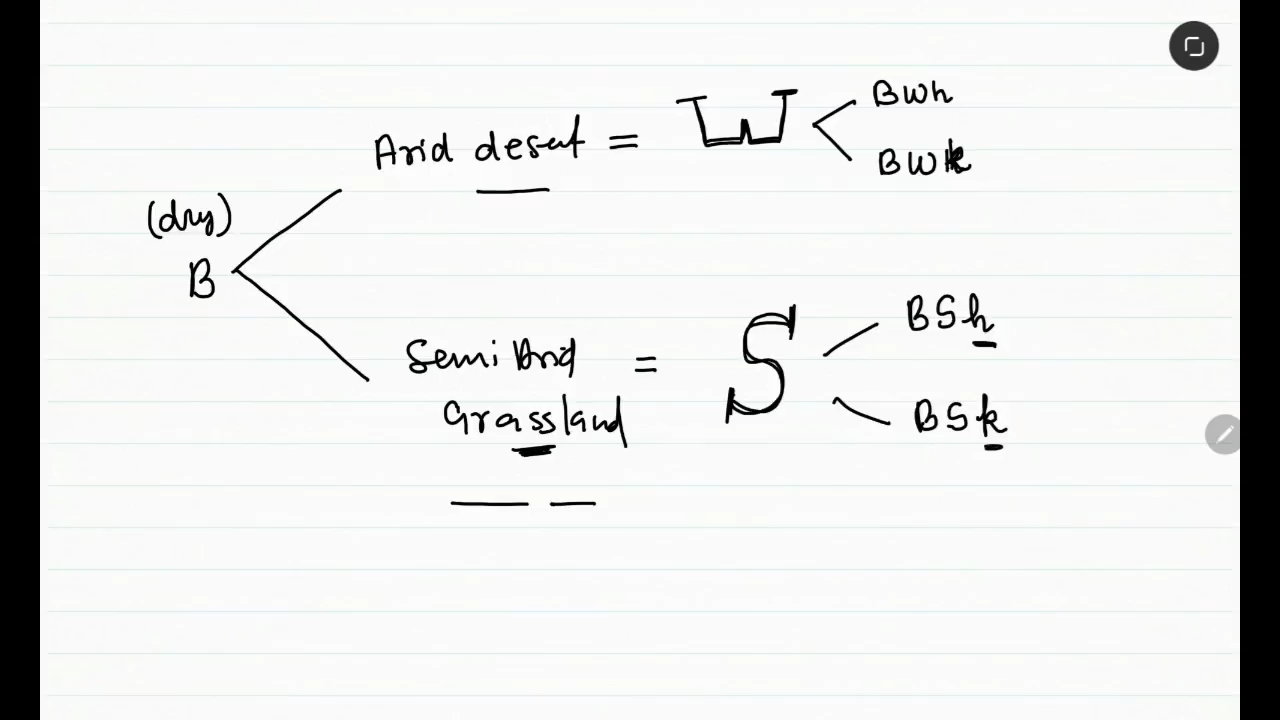 BWh
Arid desert = W
BWk
(dry)
B
BSh
Semi Arid = S
Grassland
BSk